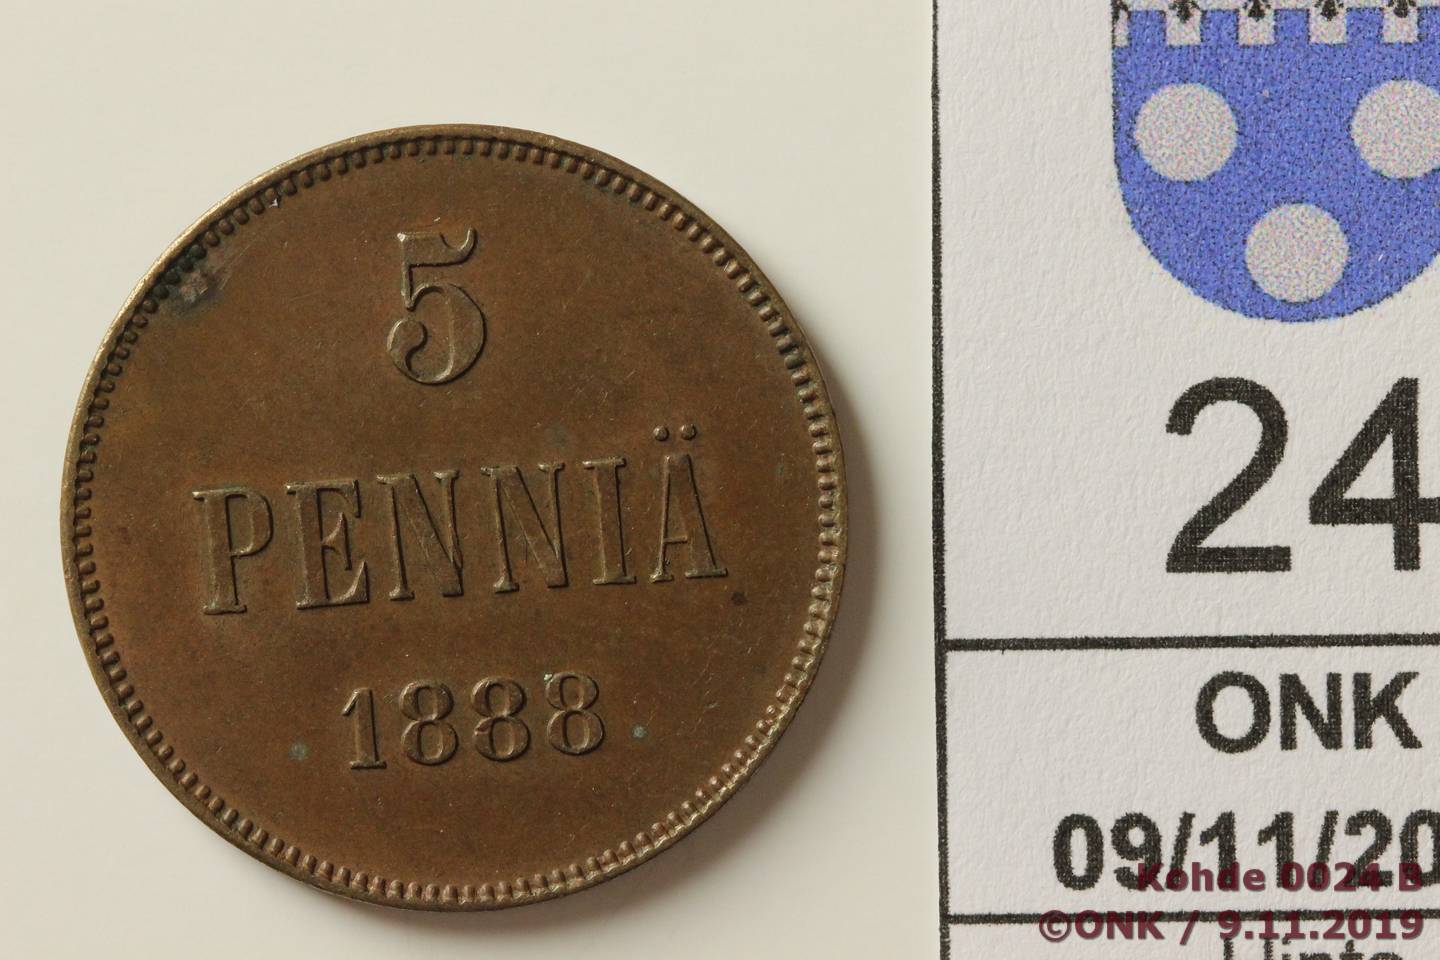 5
PENNIÄ
1888
24
ONK
09/11/20
Kohde 0024 B
©ONK / 9.11.2019